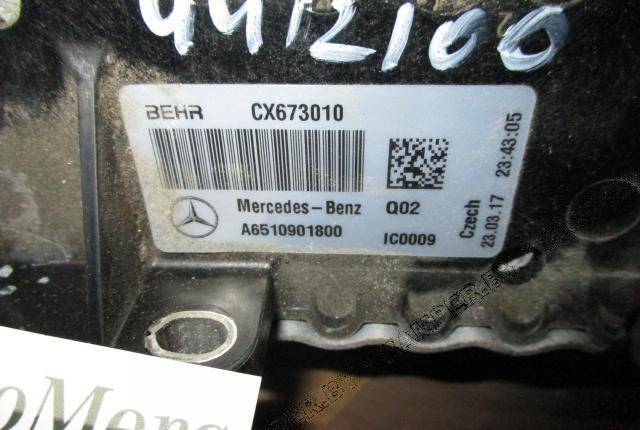 4412100
BEHR CX673010
Mercedes-Benz Q02
A6510901800 IC0009
Czech
23.03.17 23:43:05